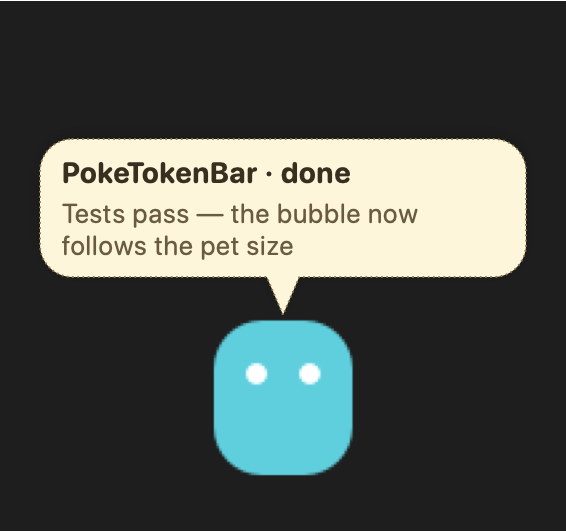 PokeTokenBar · done
Tests pass — the bubble now
follows the pet size